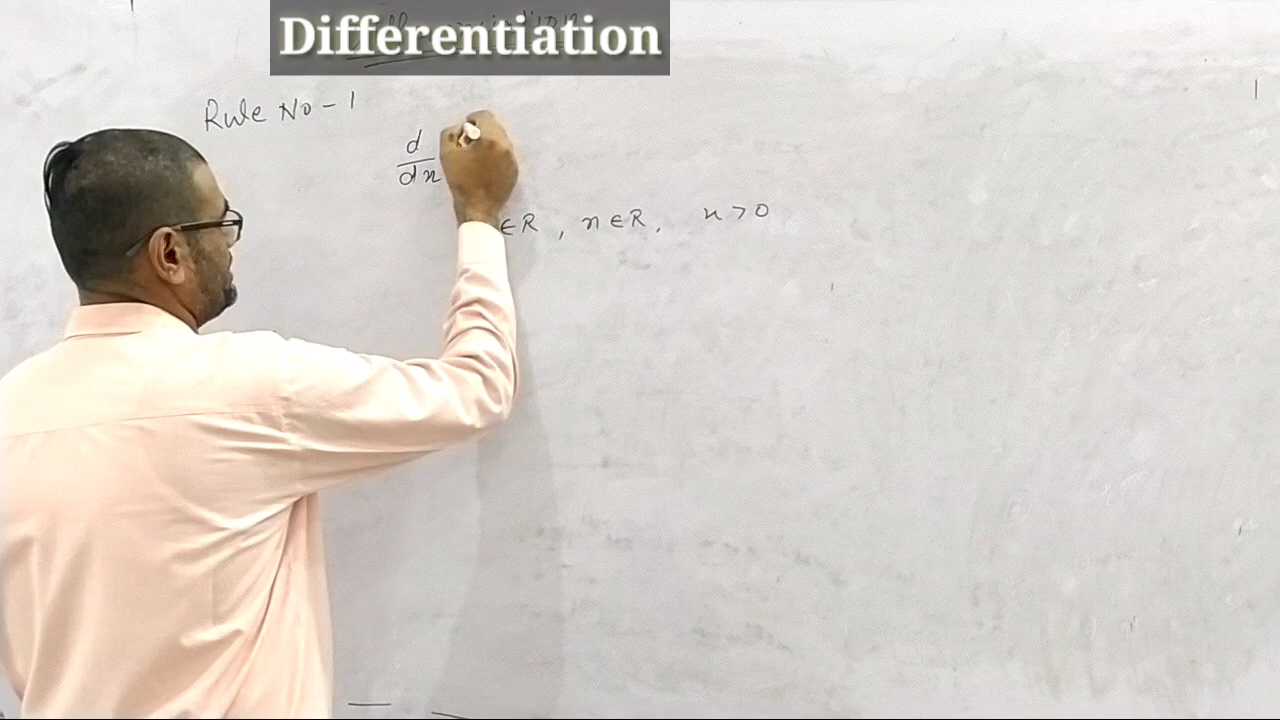 Differentiation
Rule No - 1
d
dx
∈R , n∈R, x>0